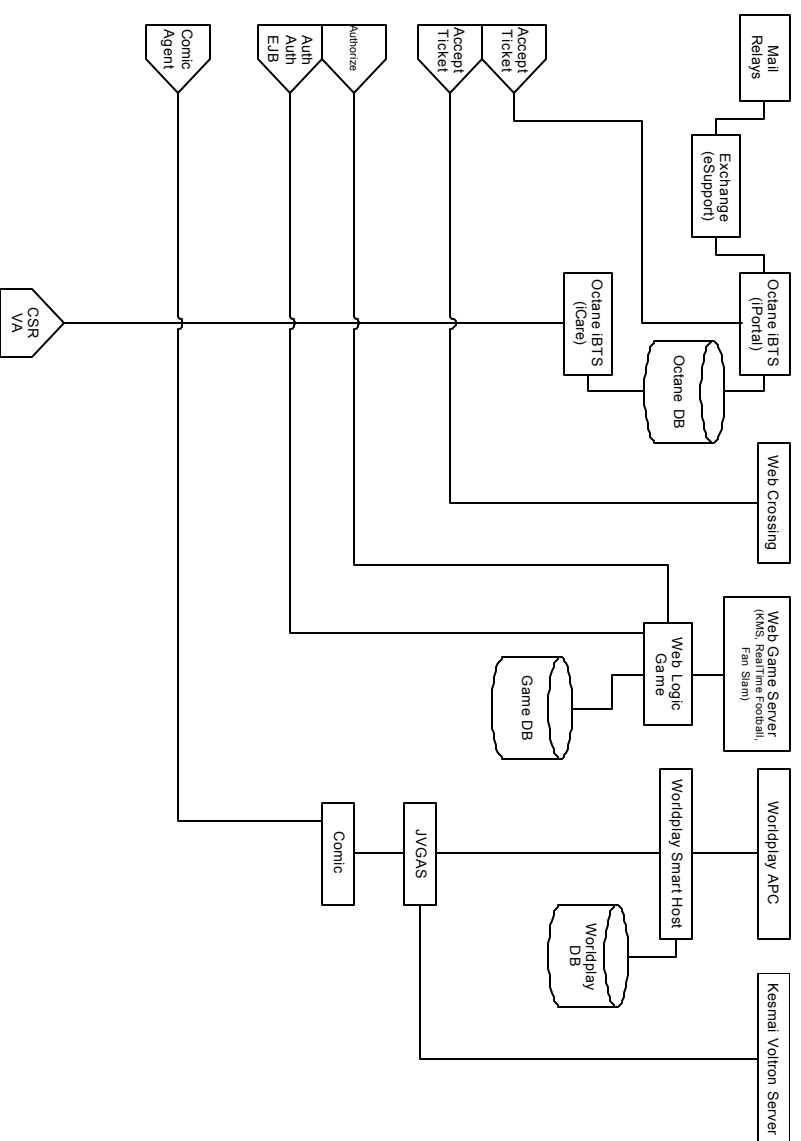 Mail
Relays
Exchange
(eSupport)
Octane iBTS
(iPortal)
Octane DB
Octane iBTS
(iCare)
Web Crossing
Web Game Server
(KMS, RealTime Football,
Fan Slam)
Web Logic
Game
Game DB
Worldplay APC
Worldplay Smart Host
Worldplay
DB
JVGAS
Comic
Kesmai Voltron Server
Accept
Ticket
Accept
Ticket
Authorize
Auth
Auth
EJB
Comic
Agent
CSR
VA